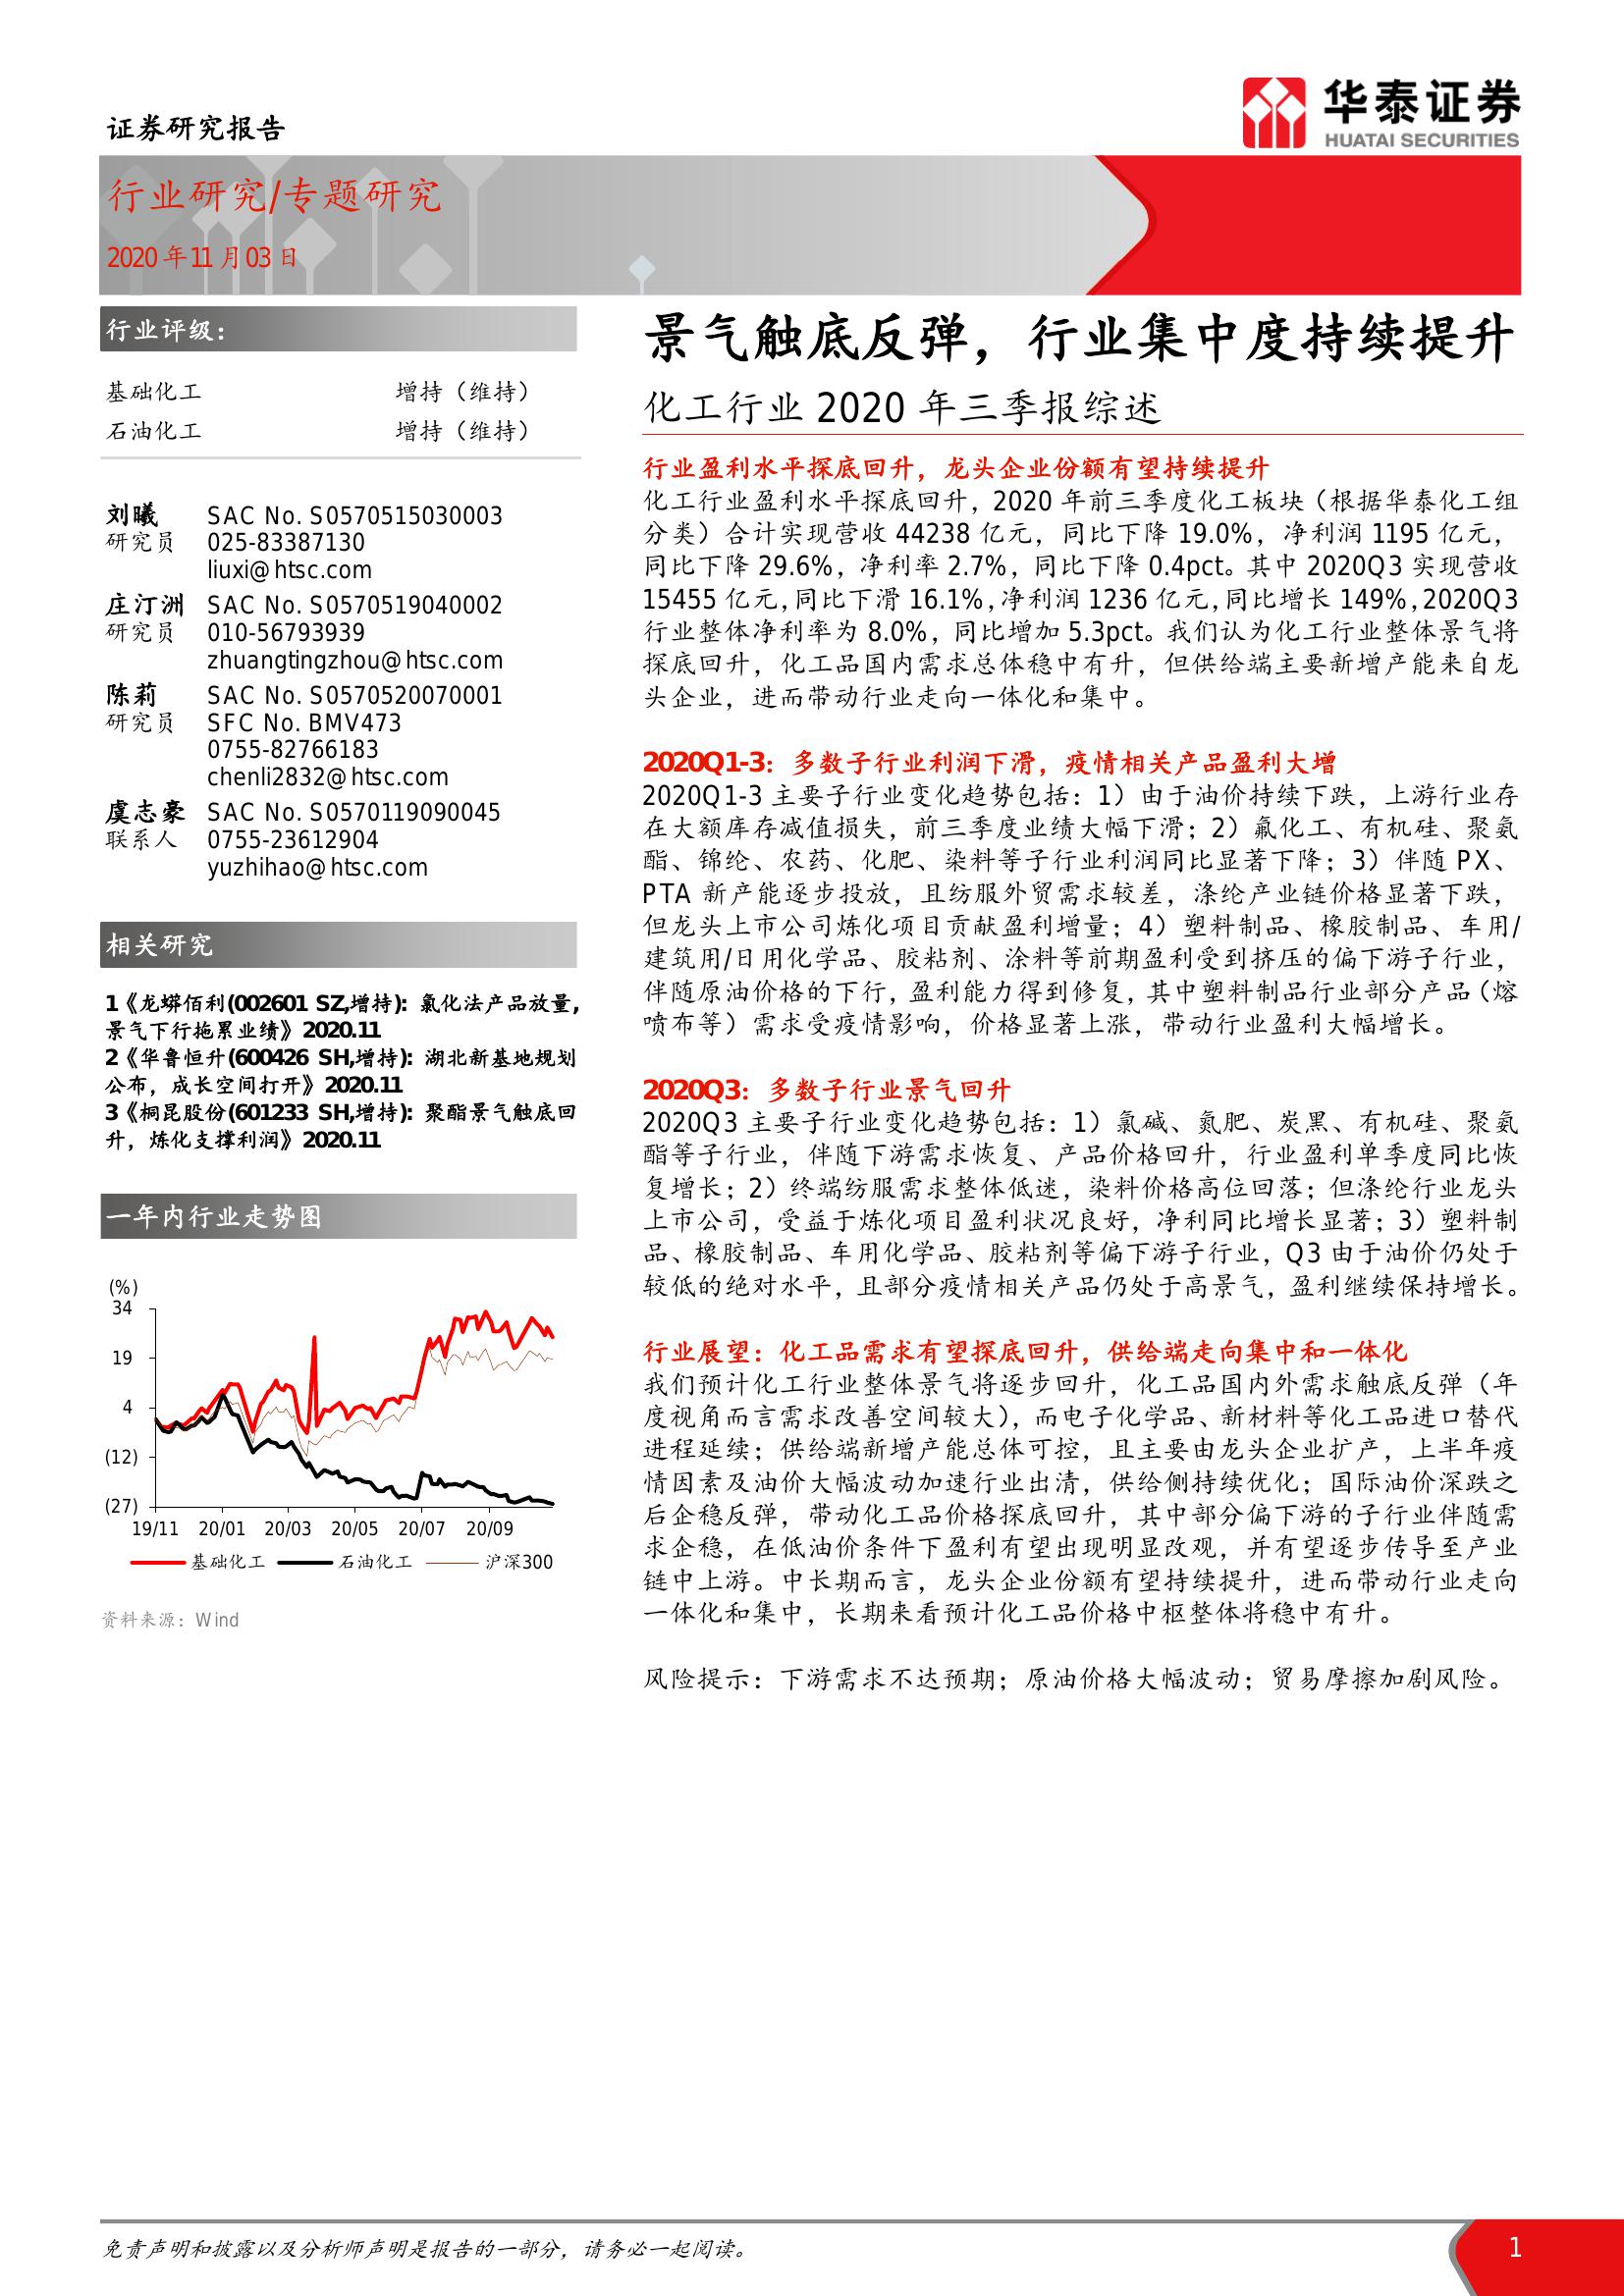 证券研究报告
华泰证券
HUATAI SECURITIES
行业研究/专题研究
2020年11月03日
行业评级：
基础化工 增持（维持）
石油化工 增持（维持）
刘曦 SAC No. S0570515030003
研究员 025-83387130
liuxi@htsc.com
庄汀洲 SAC No. S0570519040002
研究员 010-56793939
zhuangtingzhou@htsc.com
陈莉 SAC No. S0570520070001
研究员 SFC No. BMV473
0755-82766183
chenli2832@htsc.com
虞志豪 SAC No. S0570119090045
联系人 0755-23612904
yuzhihao@htsc.com
相关研究
1《龙蟒佰利(002601 SZ,增持)：氯化法产品放量，
景气下行拖累业绩》2020.11
2《华鲁恒升(600426 SH,增持)：湖北新基地规划
公布，成长空间打开》2020.11
3《桐昆股份(601233 SH,增持)：聚酯景气触底回
升，炼化支撑利润》2020.11
一年内行业走势图
(%)
34
19
4
(12)
(27)
19/11 20/01 20/03 20/05 20/07 20/09
基础化工 石油化工 沪深300
资料来源：Wind
景气触底反弹，行业集中度持续提升
化工行业 2020 年三季报综述
行业盈利水平探底回升，龙头企业份额有望持续提升
化工行业盈利水平探底回升，2020 年前三季度化工板块（根据华泰化工组
分类）合计实现营收 44238 亿元，同比下降 19.0%，净利润 1195 亿元，
同比下降 29.6%，净利率 2.7%，同比下降 0.4pct。其中 2020Q3 实现营收
15455 亿元，同比下滑 16.1%，净利润 1236 亿元，同比增长 149%，2020Q3
行业整体净利率为 8.0%，同比增加 5.3pct。我们认为化工行业整体景气将
探底回升，化工品国内需求总体稳中有升，但供给端主要新增产能来自龙
头企业，进而带动行业走向一体化和集中。
2020Q1-3：多数子行业利润下滑，疫情相关产品盈利大增
2020Q1-3 主要子行业变化趋势包括：1）由于油价持续下跌，上游行业存
在大额库存减值损失，前三季度业绩大幅下滑；2）氟化工、有机硅、聚氨
酯、锦纶、农药、化肥、染料等子行业利润同比显著下降；3）伴随 PX、
PTA 新产能逐步投放，且纺服外贸需求较差，涤纶产业链价格显著下跌，
但龙头上市公司炼化项目贡献盈利增量；4）塑料制品、橡胶制品、车用/
建筑用/日用化学品、胶粘剂、涂料等前期盈利受到挤压的偏下游子行业，
伴随原油价格的下行，盈利能力得到修复，其中塑料制品行业部分产品（熔
喷布等）需求受疫情影响，价格显著上涨，带动行业盈利大幅增长。
2020Q3：多数子行业景气回升
2020Q3 主要子行业变化趋势包括：1）氯碱、氮肥、炭黑、有机硅、聚氨
酯等子行业，伴随下游需求恢复、产品价格回升，行业盈利单季度同比恢
复增长；2）终端纺服需求整体低迷，染料价格高位回落；但涤纶行业龙头
上市公司，受益于炼化项目盈利状况良好，净利同比增长显著；3）塑料制
品、橡胶制品、车用化学品、胶粘剂等偏下游子行业，Q3 由于油价仍处于
较低的绝对水平，且部分疫情相关产品仍处于高景气，盈利继续保持增长。
行业展望：化工品需求有望探底回升，供给端走向集中和一体化
我们预计化工行业整体景气将逐步回升，化工品国内外需求触底反弹（年
度视角而言需求改善空间较大），而电子化学品、新材料等化工品进口替代
进程延续；供给端新增产能总体可控，且主要由龙头企业扩产，上半年疫
情因素及油价大幅波动加速行业出清，供给侧持续优化；国际油价深跌之
后企稳反弹，带动化工品价格探底回升，其中部分偏下游的子行业伴随需
求企稳，在低油价条件下盈利有望出现明显改观，并有望逐步传导至产业
链中上游。中长期而言，龙头企业份额有望持续提升，进而带动行业走向
一体化和集中，长期来看预计化工品价格中枢整体将稳中有升。
风险提示：下游需求不达预期；原油价格大幅波动；贸易摩擦加剧风险。
免责声明和披露以及分析师声明是报告的一部分，请务必一起阅读。
1